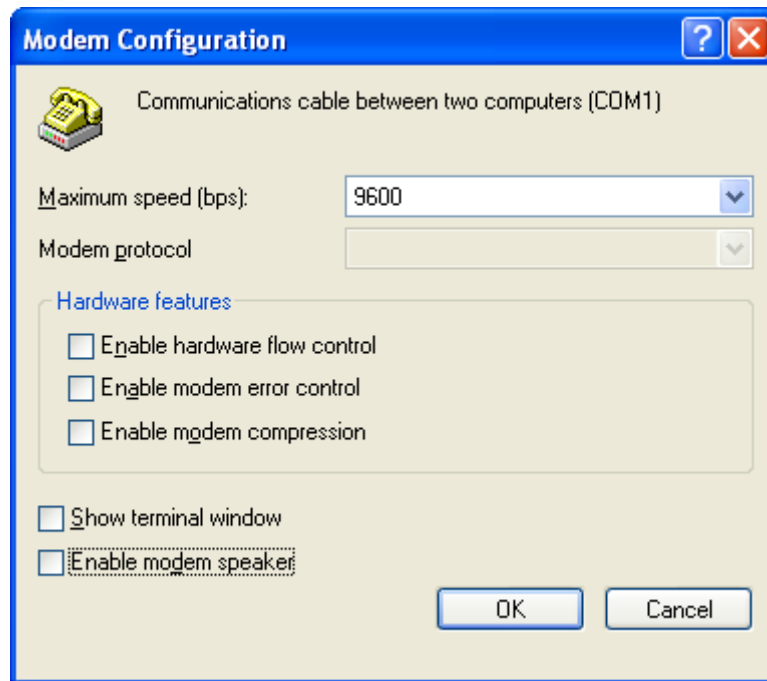 Modem Configuration
Communications cable between two computers (COM1)
Maximum speed (bps): 9600
Modem protocol
Hardware features
Enable hardware flow control
Enable modem error control
Enable modem compression
Show terminal window
Enable modem speaker
OK Cancel